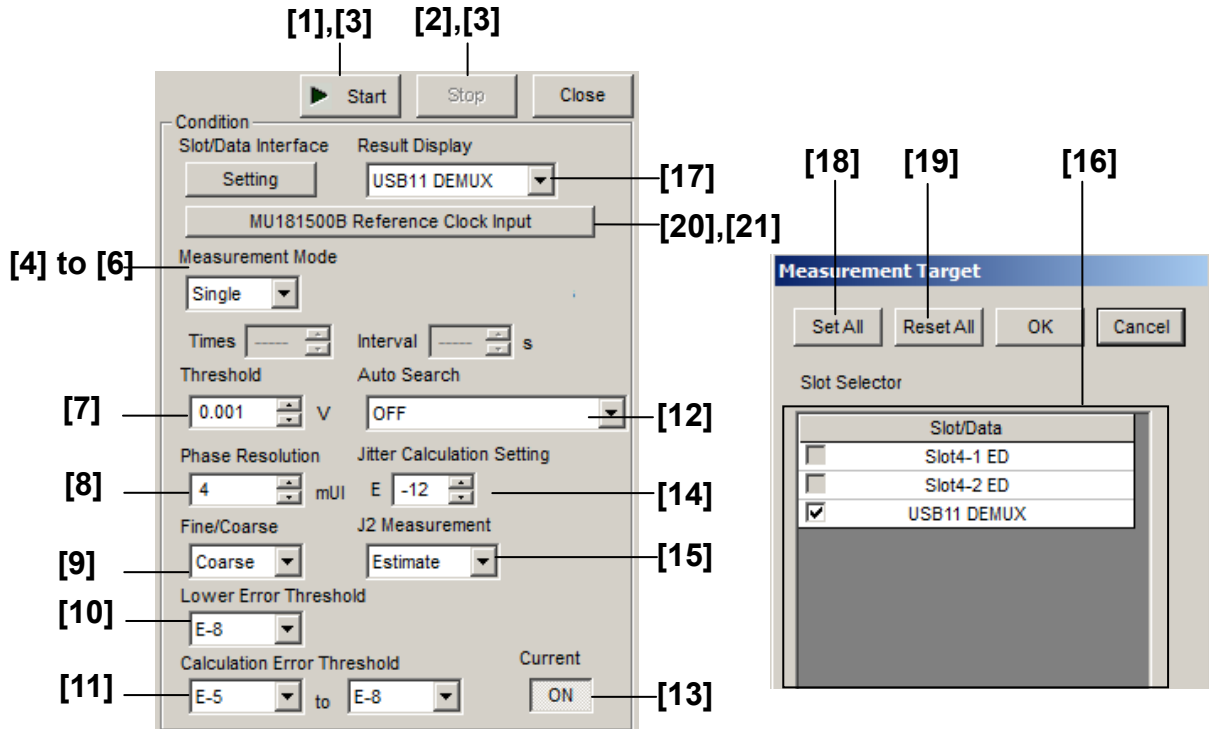 [1],[3]
[2],[3]
Start
Stop
Close
Condition
Slot/Data Interface
Result Display
Setting
USB11 DEMUX
[17]
MU181500B Reference Clock Input
[20],[21]
[4] to [6]
Measurement Mode
Single
Times -----
Interval ----- s
Threshold
Auto Search
[7]
0.001 V
OFF
[12]
Phase Resolution
Jitter Calculation Setting
[8]
4 mUI
E -12
[14]
Fine/Coarse
J2 Measurement
[9]
Coarse
Estimate
[15]
Lower Error Threshold
[10]
E-8
Calculation Error Threshold
Current
[11]
E-5 to E-8
ON
[13]
[18]
[19]
[16]
Measurement Target
Set All
Reset All
OK
Cancel
Slot Selector
Slot/Data
Slot4-1 ED
Slot4-2 ED
USB11 DEMUX